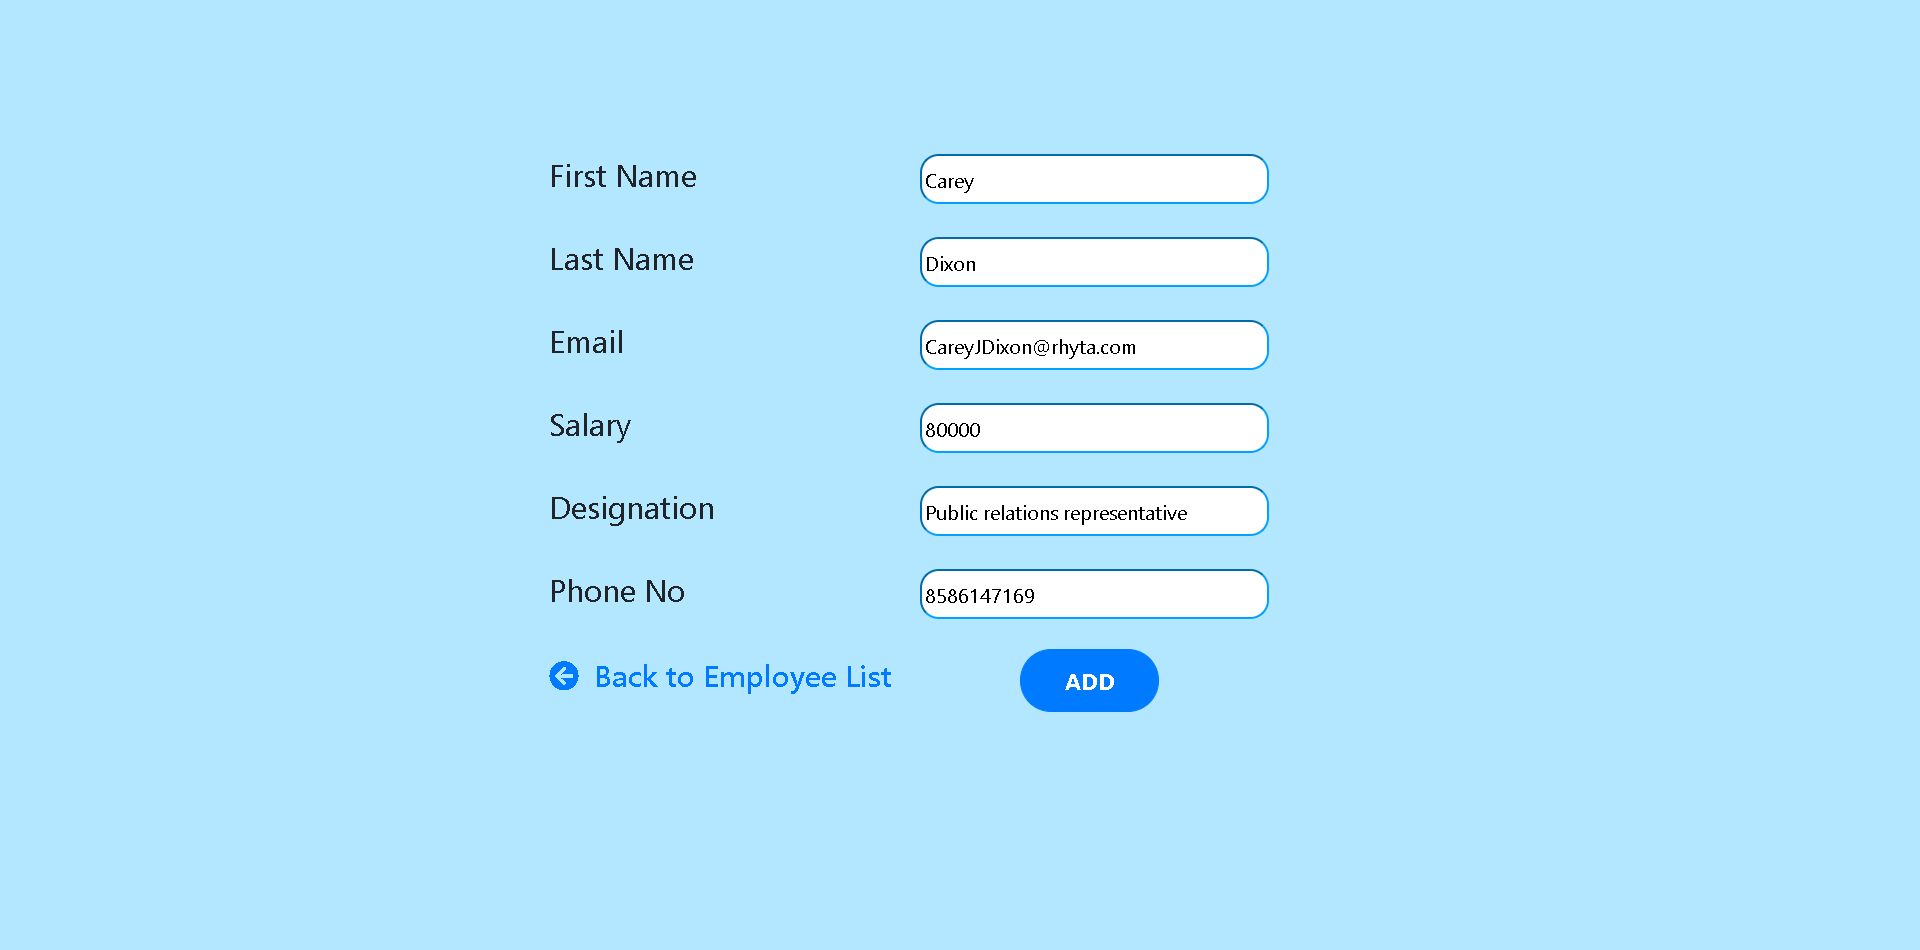 First Name Carey
Last Name Dixon
Email CareyJDixon@rhyta.com
Salary 80000
Designation Public relations representative
Phone No 8586147169
Back to Employee List ADD